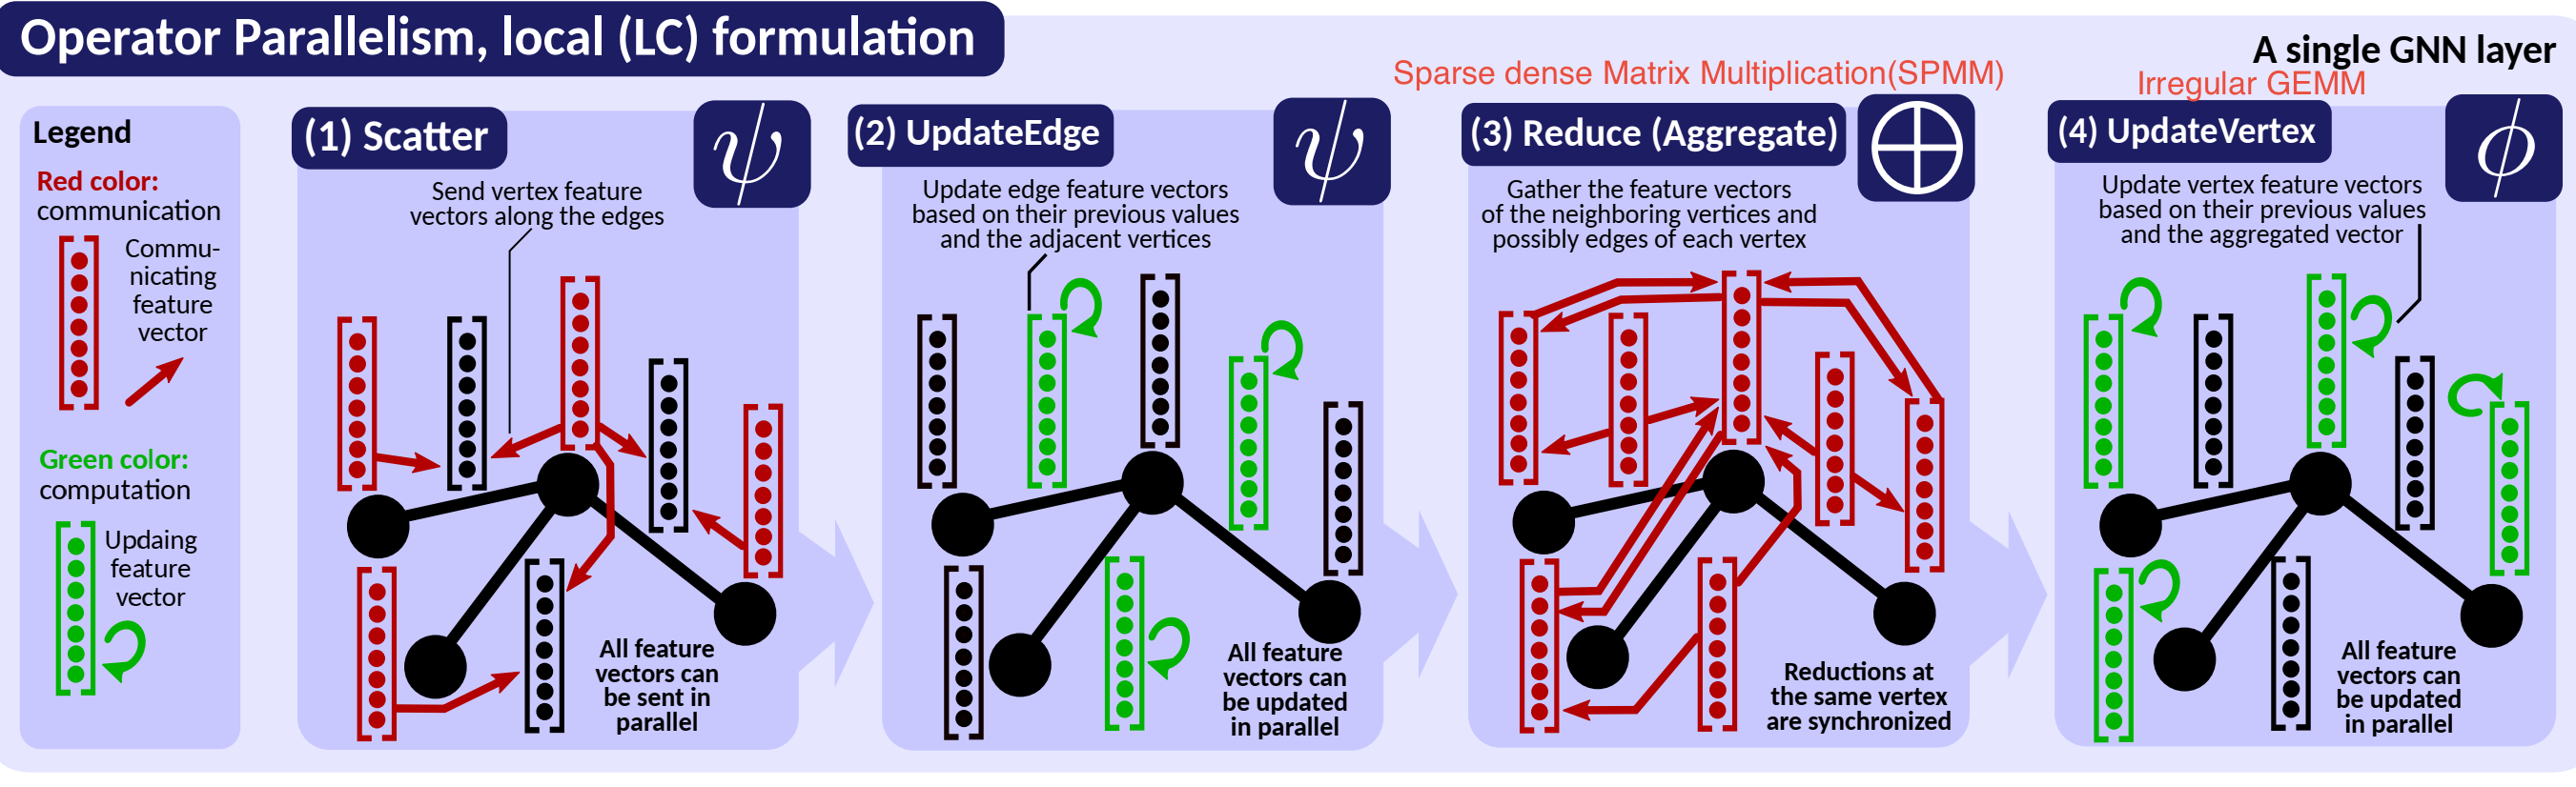 Operator Parallelism, local (LC) formulation
A single GNN layer
Sparse dense Matrix Multiplication(SPMM)
Irregular GEMM
Legend
Red color:
communication
Commu-
nicating
feature
vector
Green color:
computation
Updaing
feature
vector
(1) Scatter
ψ
Send vertex feature
vectors along the edges
All feature
vectors can
be sent in
parallel
(2) UpdateEdge
ψ
Update edge feature vectors
based on their previous values
and the adjacent vertices
All feature
vectors can
be updated
in parallel
(3) Reduce (Aggregate)
⊕
Gather the feature vectors
of the neighboring vertices and
possibly edges of each vertex
Reductions at
the same vertex
are synchronized
(4) UpdateVertex
ϕ
Update vertex feature vectors
based on their previous values
and the aggregated vector
All feature
vectors can
be updated
in parallel